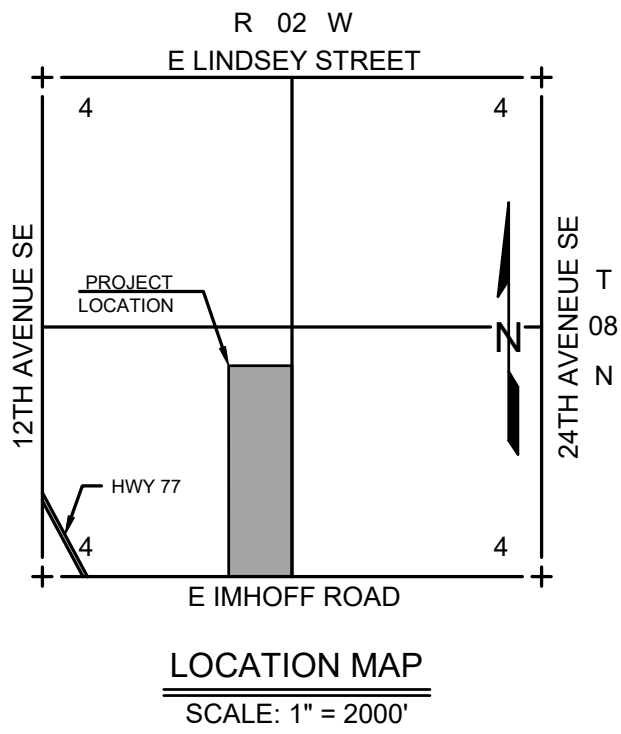 R 02 W
E LINDSEY STREET
4
4
12TH AVENUE SE
24TH AVENEUE SE
PROJECT
LOCATION
T
08
N
N
HWY 77
4
4
E IMHOFF ROAD
LOCATION MAP
SCALE: 1" = 2000'